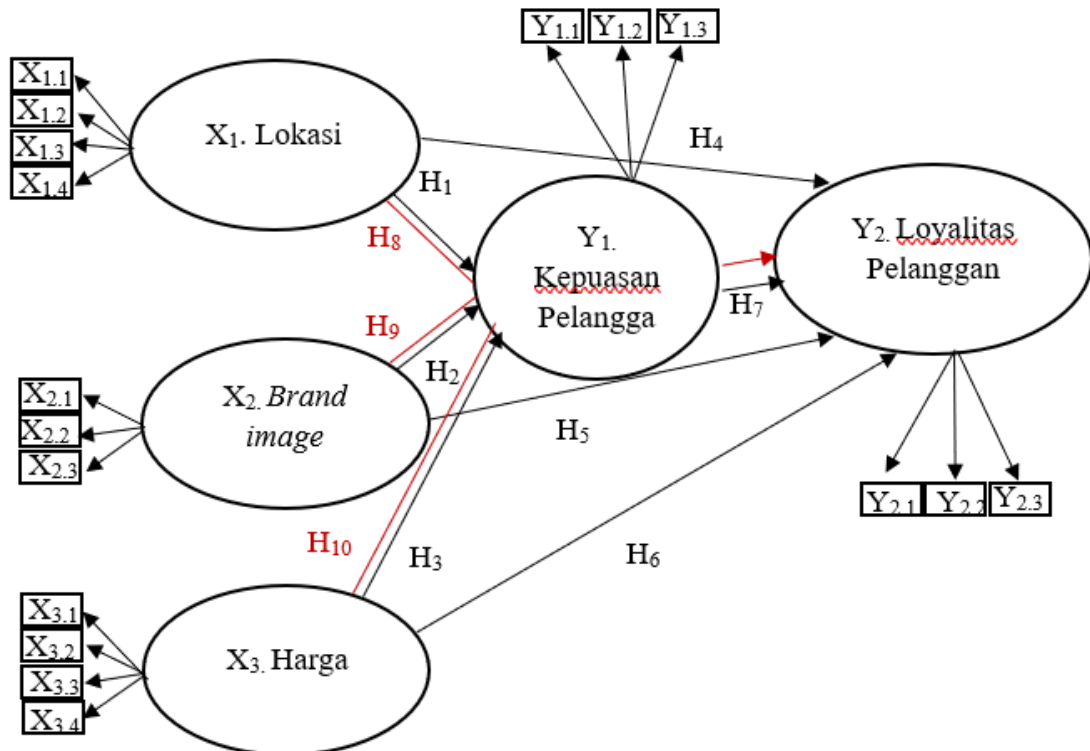 Y1.1 Y1.2 Y1.3
X1.1
X1.2
X1.3
X1.4
X1. Lokasi
H4
H1
H8
Y1.
Kepuasan
Pelangga
Y2. Loyalitas
Pelanggan
H7
H9
H2
X2.1
X2.2
X2.3
X2. Brand
image
H5
Y2.1 Y2.2 Y2.3
H10
H3
H6
X3.1
X3.2
X3.3
X3.4
X3. Harga